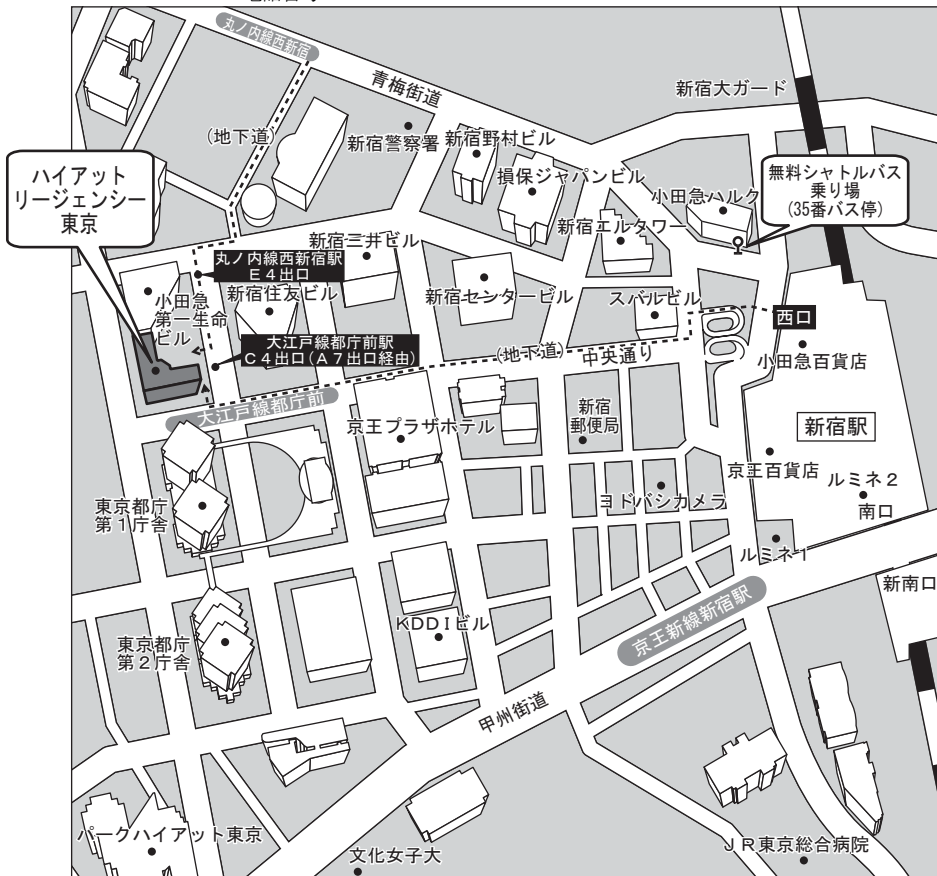 丸ノ内線西新宿
青梅街道
新宿大ガード
(地下道)
新宿警察署
新宿野村ビル
損保ジャパンビル
小田急ハルク
無料シャトルバス
乗り場
(35番バス停)
ハイアット
リージェンシー
東京
新宿三井ビル
新宿エルタワー
丸ノ内線西新宿駅
E4出口
小田急
第一生命
ビル
新宿住友ビル
新宿センタービル
スバルビル
西口
大江戸線都庁前駅
C4出口(A7出口経由)
(地下道)
中央通り
小田急百貨店
大江戸線都庁前
京王プラザホテル
新宿
郵便局
新宿駅
京王百貨店
ヨドバシカメラ
ルミネ2
南口
東京都庁
第1庁舎
ルミネ1
新南口
KDDIビル
京王新線新宿駅
東京都庁
第2庁舎
甲州街道
パークハイアット東京
文化女子大
JR東京総合病院